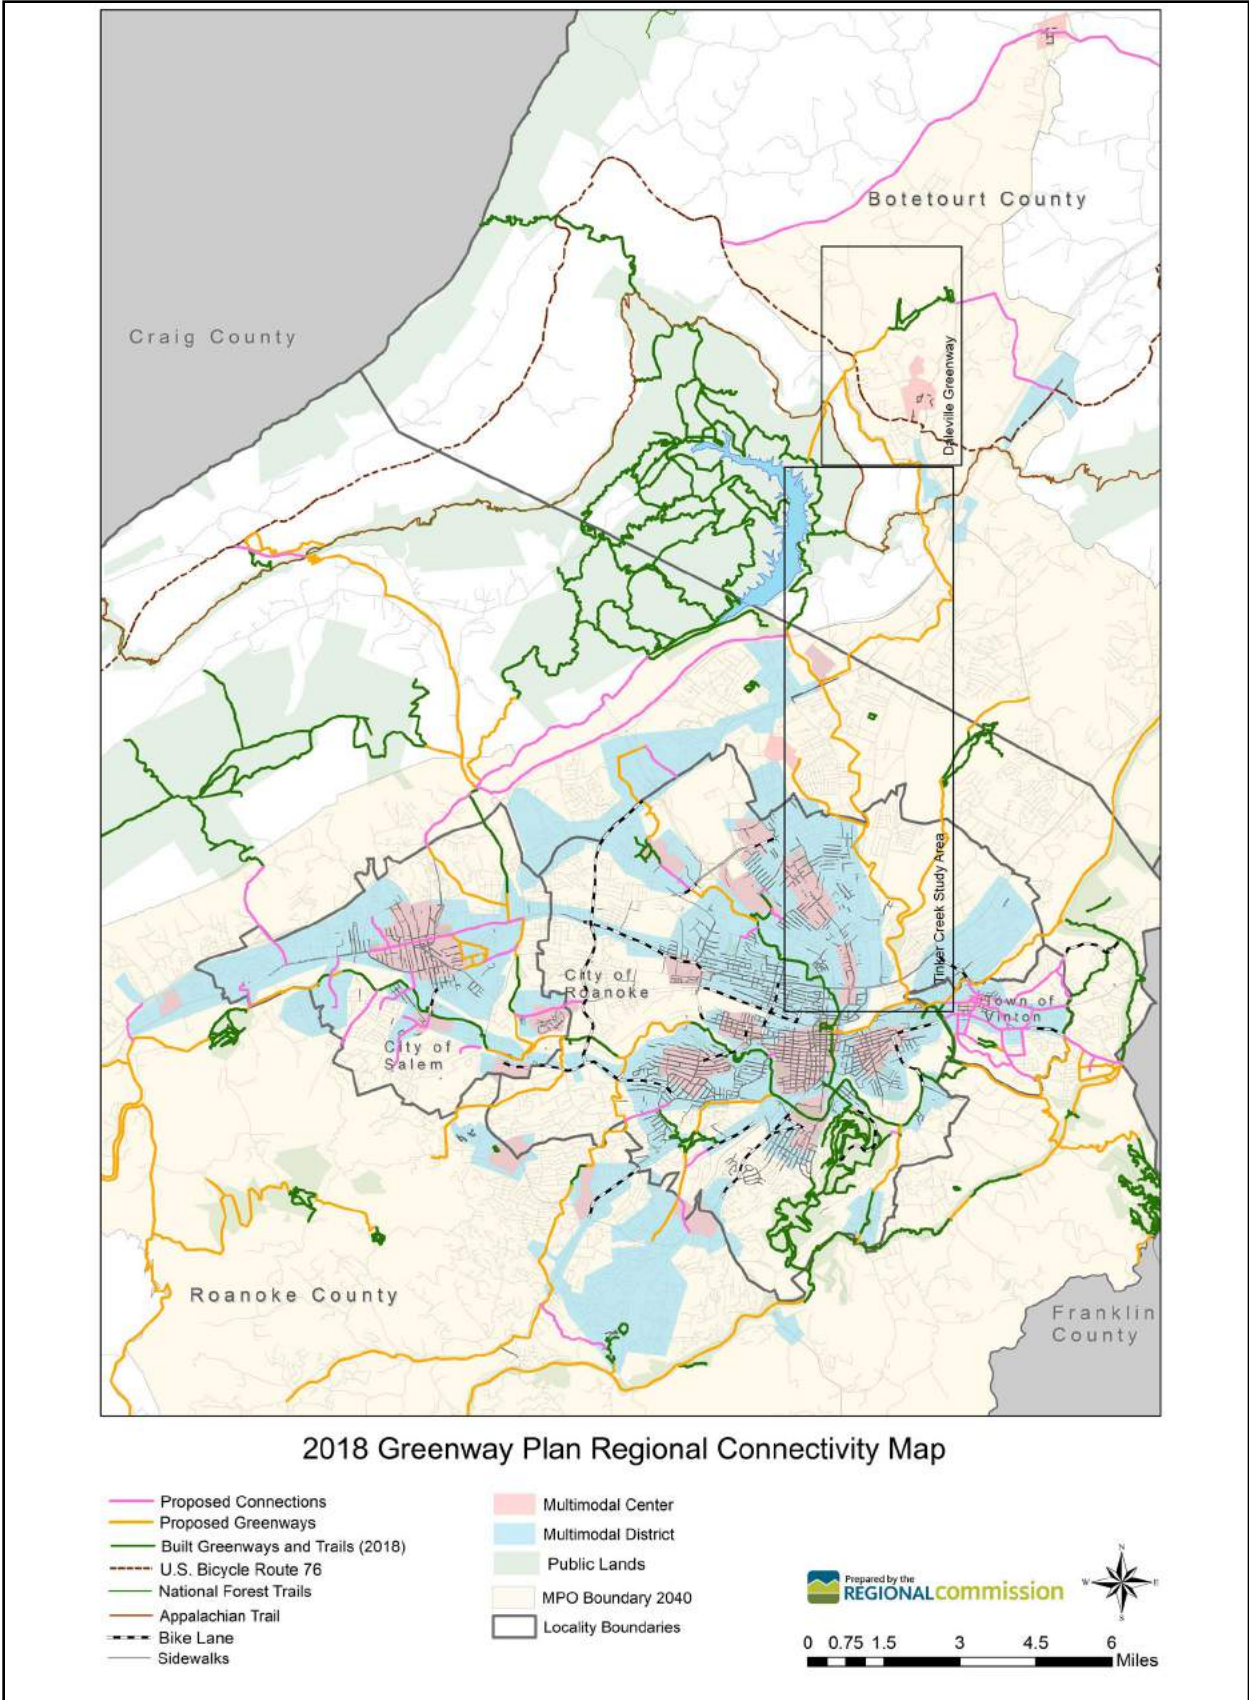 Botetourt County
Craig County
Daleville Greenway
Tinker Creek Study Area
City of
Roanoke
Town of
Vinton
City of
Salem
Roanoke County
Franklin
County
2018 Greenway Plan Regional Connectivity Map
Proposed Connections
Proposed Greenways
Built Greenways and Trails (2018)
U.S. Bicycle Route 76
National Forest Trails
Appalachian Trail
Bike Lane
Sidewalks
Multimodal Center
Multimodal District
Public Lands
MPO Boundary 2040
Locality Boundaries
Prepared by the
REGIONALcommission
N
W E
S
0 0.75 1.5 3 4.5 6
Miles